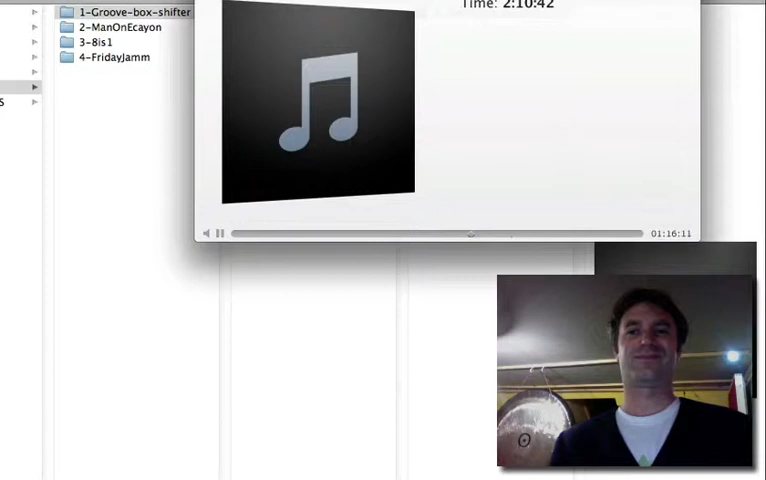 Time: 2:10:42
1-Groove-box-shifter
2-ManOnEcayon
3-8is1
4-FridayJamm
S
01:16:11